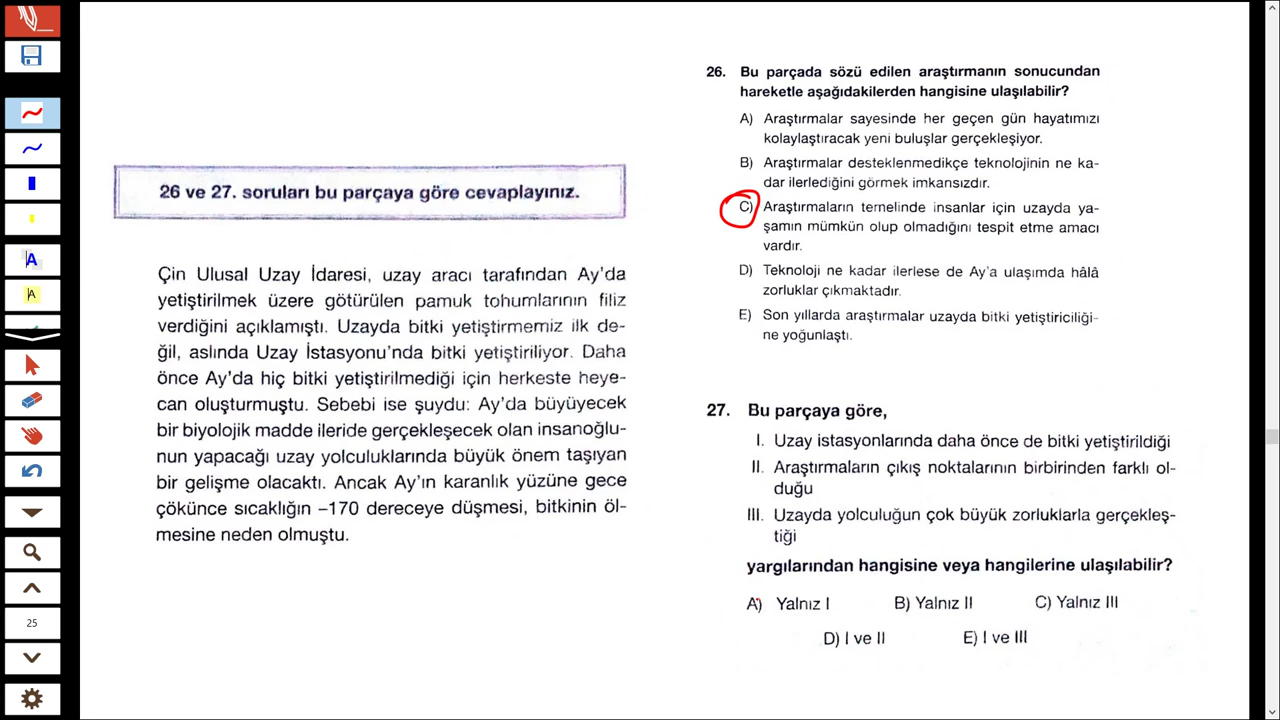 26 ve 27. soruları bu parçaya göre cevaplayınız.
Çin Ulusal Uzay İdaresi, uzay aracı tarafından Ay'da
yetiştirilmek üzere götürülen pamuk tohumlarının filiz
verdiğini açıklamıştı. Uzayda bitki yetiştirmemiz ilk de-
ğil, aslında Uzay İstasyonu'nda bitki yetiştiriliyor. Daha
önce Ay'da hiç bitki yetiştirilmediği için herkeste heye-
can oluşturmuştu. Sebebi ise şuydu: Ay'da büyüyecek
bir biyolojik madde ileride gerçekleşecek olan insanoğlu-
nun yapacağı uzay yolculuklarında büyük önem taşıyan
bir gelişme olacaktı. Ancak Ay'ın karanlık yüzüne gece
çökünce sıcaklığın –170 dereceye düşmesi, bitkinin öl-
mesine neden olmuştu.
26. Bu parçada sözü edilen araştırmanın sonucundan
hareketle aşağıdakilerden hangisine ulaşılabilir?
A) Araştırmalar sayesinde her geçen gün hayatımızı
kolaylaştıracak yeni buluşlar gerçekleşiyor.
B) Araştırmalar desteklenmedikçe teknolojinin ne ka-
dar ilerlediğini görmek imkansızdır.
C) Araştırmaların temelinde insanlar için uzayda ya-
şamın mümkün olup olmadığını tespit etme amacı
vardır.
D) Teknoloji ne kadar ilerlese de Ay'a ulaşımda hâlâ
zorluklar çıkmaktadır.
E) Son yıllarda araştırmalar uzayda bitki yetiştiriciliği-
ne yoğunlaştı.
27. Bu parçaya göre,
I. Uzay istasyonlarında daha önce de bitki yetiştirildiği
II. Araştırmaların çıkış noktalarının birbirinden farklı ol-
duğu
III. Uzayda yolculuğun çok büyük zorluklarla gerçekleş-
tiği
yargılarından hangisine veya hangilerine ulaşılabilir?
A) Yalnız I B) Yalnız II C) Yalnız III
D) I ve II E) I ve III
A
A
25